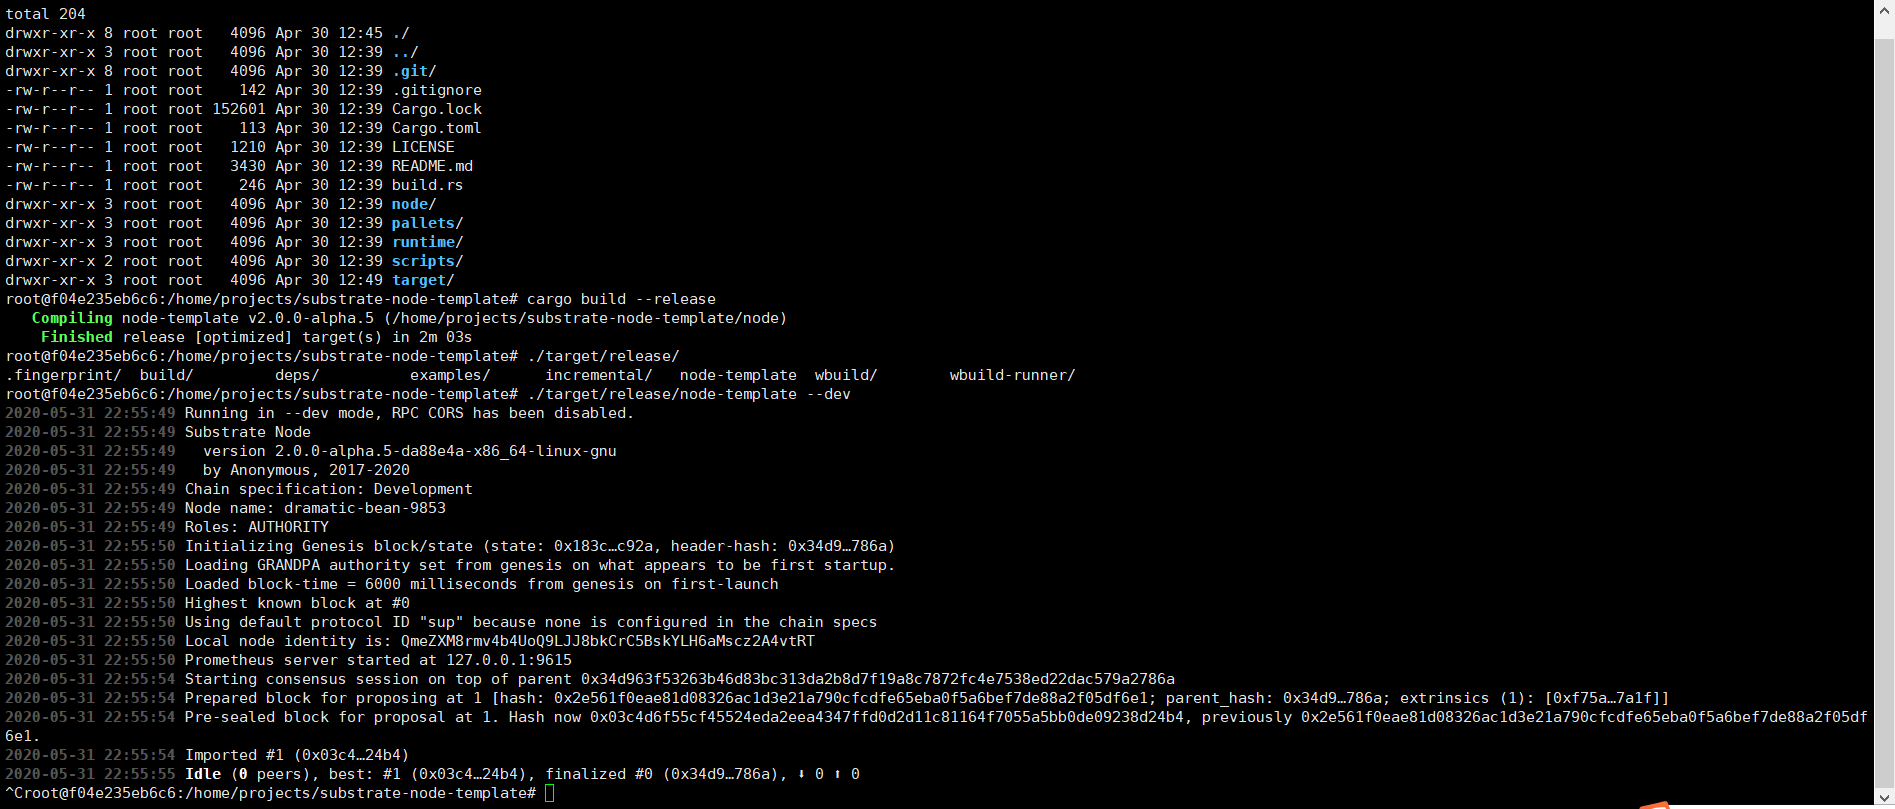 total 204
drwxr-xr-x 8 root root   4096 Apr 30 12:45 ./
drwxr-xr-x 3 root root   4096 Apr 30 12:39 ../
drwxr-xr-x 8 root root   4096 Apr 30 12:39 .git/
-rw-r--r-- 1 root root    142 Apr 30 12:39 .gitignore
-rw-r--r-- 1 root root 152601 Apr 30 12:39 Cargo.lock
-rw-r--r-- 1 root root    113 Apr 30 12:39 Cargo.toml
-rw-r--r-- 1 root root   1210 Apr 30 12:39 LICENSE
-rw-r--r-- 1 root root   3430 Apr 30 12:39 README.md
-rw-r--r-- 1 root root    246 Apr 30 12:39 build.rs
drwxr-xr-x 3 root root   4096 Apr 30 12:39 node/
drwxr-xr-x 3 root root   4096 Apr 30 12:39 pallets/
drwxr-xr-x 3 root root   4096 Apr 30 12:39 runtime/
drwxr-xr-x 2 root root   4096 Apr 30 12:39 scripts/
drwxr-xr-x 3 root root   4096 Apr 30 12:49 target/
root@f04e235eb6c6:/home/projects/substrate-node-template# cargo build --release
   Compiling node-template v2.0.0-alpha.5 (/home/projects/substrate-node-template/node)
    Finished release [optimized] target(s) in 2m 03s
root@f04e235eb6c6:/home/projects/substrate-node-template# ./target/release/
.fingerprint/  build/         deps/          examples/      incremental/   node-template  wbuild/        wbuild-runner/
root@f04e235eb6c6:/home/projects/substrate-node-template# ./target/release/node-template --dev
2020-05-31 22:55:49 Running in --dev mode, RPC CORS has been disabled.
2020-05-31 22:55:49 Substrate Node
2020-05-31 22:55:49   version 2.0.0-alpha.5-da88e4a-x86_64-linux-gnu
2020-05-31 22:55:49   by Anonymous, 2017-2020
2020-05-31 22:55:49 Chain specification: Development
2020-05-31 22:55:49 Node name: dramatic-bean-9853
2020-05-31 22:55:49 Roles: AUTHORITY
2020-05-31 22:55:50 Initializing Genesis block/state (state: 0x183c…c92a, header-hash: 0x34d9…786a)
2020-05-31 22:55:50 Loading GRANDPA authority set from genesis on what appears to be first startup.
2020-05-31 22:55:50 Loaded block-time = 6000 milliseconds from genesis on first-launch
2020-05-31 22:55:50 Highest known block at #0
2020-05-31 22:55:50 Using default protocol ID "sup" because none is configured in the chain specs
2020-05-31 22:55:50 Local node identity is: QmeZXM8rmv4b4UoQ9LJJ8bkCrC5BskYLH6aMscz2A4vtRT
2020-05-31 22:55:50 Prometheus server started at 127.0.0.1:9615
2020-05-31 22:55:54 Starting consensus session on top of parent 0x34d963f53263b46d83bc313da2b8d7f19a8c7872fc4e7538ed22dac579a2786a
2020-05-31 22:55:54 Prepared block for proposing at 1 [hash: 0x2e561f0eae81d08326ac1d3e21a790cfcdfe65eba0f5a6bef7de88a2f05df6e1; parent_hash: 0x34d9…786a; extrinsics (1): [0xf75a…7a1f]]
2020-05-31 22:55:54 Pre-sealed block for proposal at 1. Hash now 0x03c4d6f55cf45524eda2eea4347ffd0d2d11c81164f7055a5bb0de09238d24b4, previously 0x2e561f0eae81d08326ac1d3e21a790cfcdfe65eba0f5a6bef7de88a2f05df
6e1.
2020-05-31 22:55:54 Imported #1 (0x03c4…24b4)
2020-05-31 22:55:55 Idle (0 peers), best: #1 (0x03c4…24b4), finalized #0 (0x34d9…786a), ⬇ 0 ⬆ 0
^Croot@f04e235eb6c6:/home/projects/substrate-node-template#